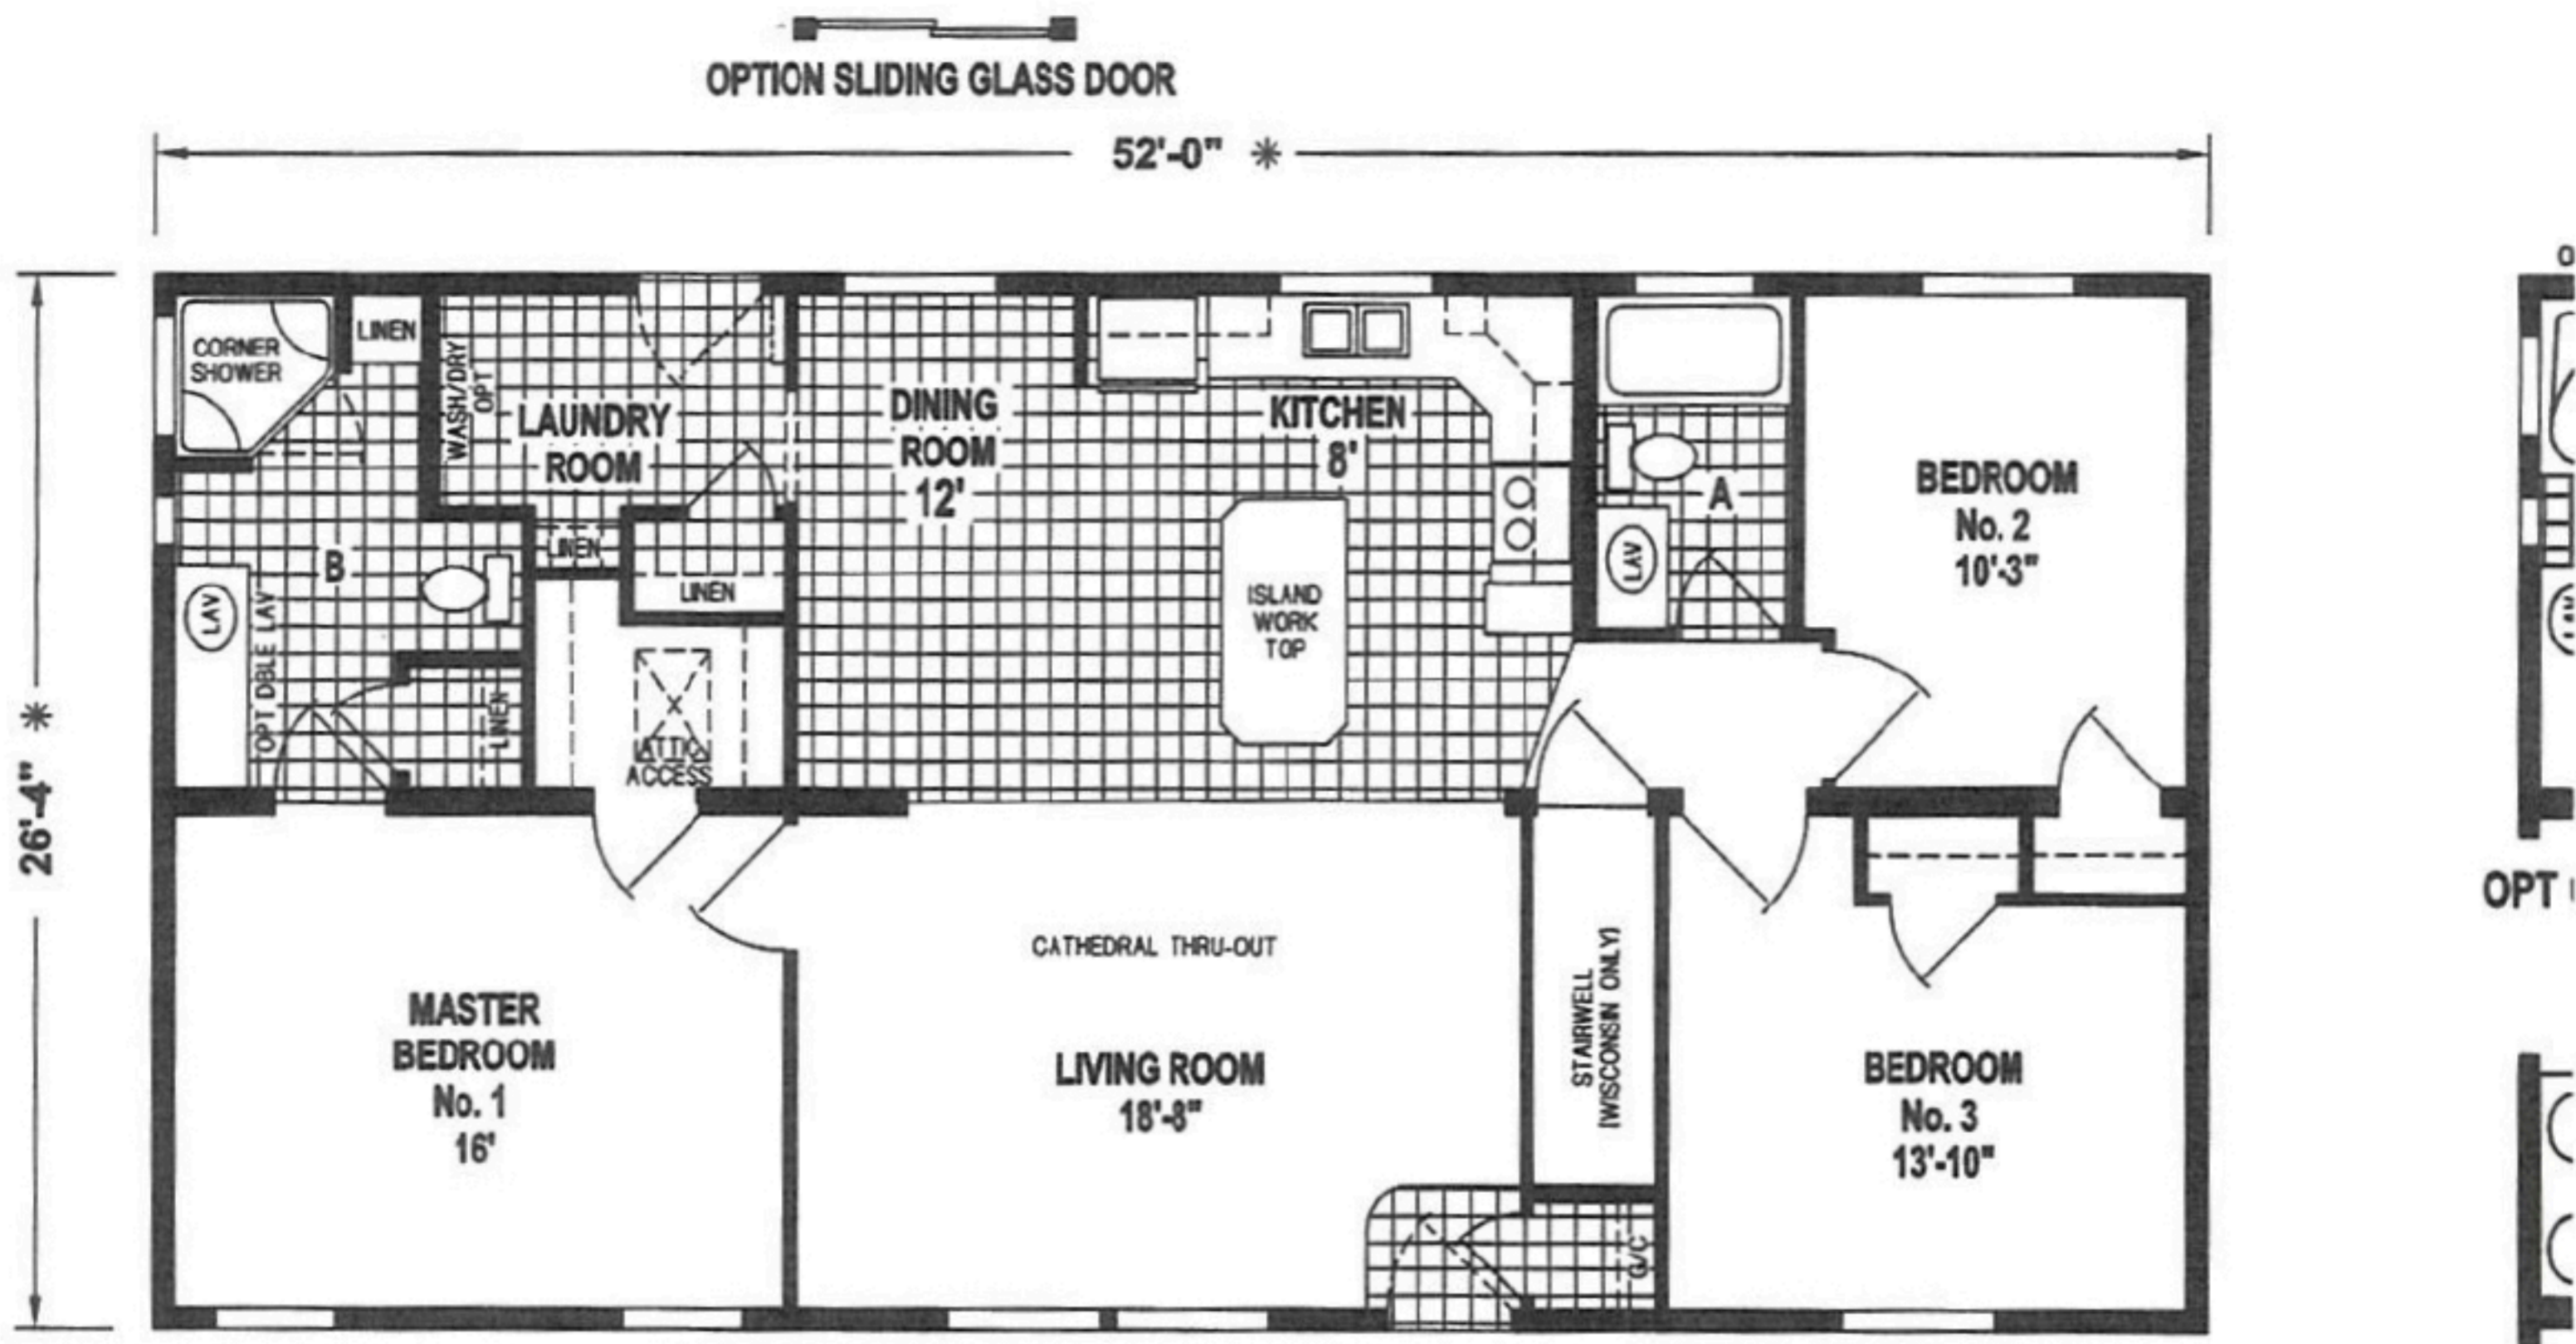 OPTION SLIDING GLASS DOOR
52'-0" *
26'-4" *
CORNER
SHOWER
LINEN
WASH/DRY
OPT
LAUNDRY
ROOM
DINING
ROOM
12'
KITCHEN
8'
A
BEDROOM
No. 2
10'-3"
B
LINEN
LINEN
LAV
OPT DBLE LAV
LINEN
ATTIC
ACCESS
ISLAND
WORK
TOP
LAV
CATHEDRAL THRU-OUT
MASTER
BEDROOM
No. 1
16'
LIVING ROOM
18'-8"
STAIRWELL
(WISCONSIN ONLY)
G/C
BEDROOM
No. 3
13'-10"
OPT